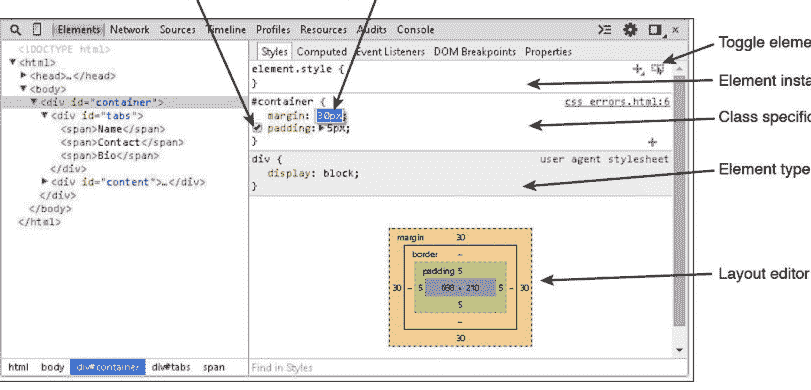 Elements Network Sources Timeline Profiles Resources Audits Console
Styles Computed Event Listeners DOM Breakpoints Properties
<!DOCTYPE html>
<html>
<head>…</head>
<body>
<div id="container">
<div id="tabs">
<span>Name</span>
<span>Contact</span>
<span>Bio</span>
</div>
<div id="content">…</div>
</div>
</body>
</html>
element.style {
}
#container { css_errors.html:6
margin: 30px;
padding: 5px;
}
div { user agent stylesheet
display: block;
}
margin 30
border –
padding 5
30 – 5 5 – 30
5
–
30
Toggle eleme
Element insta
Class specific
Element type
Layout editor
html body div#container div#tabs span
Find in Styles